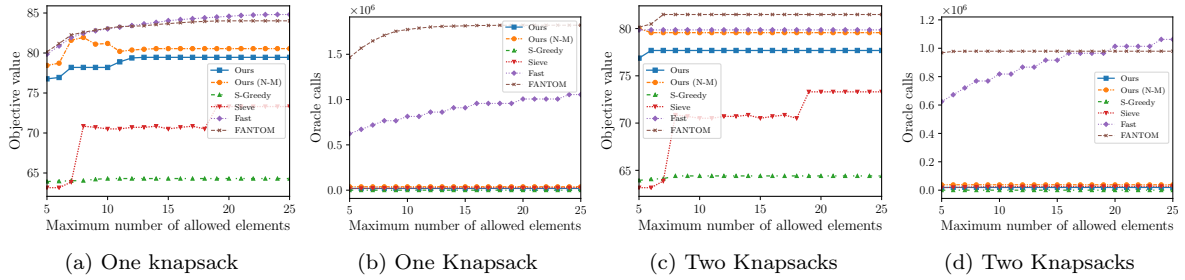 Objective value
85
80
75
70
65
5
10
15
20
25
Maximum number of allowed elements
Ours
Ours (N-M)
S-Greedy
Sieve
Fast
FANTOM
(a) One knapsack
×10⁶
Oracle calls
1.5
1.0
0.5
0.0
5
10
15
20
25
Maximum number of allowed elements
Ours
Ours (N-M)
S-Greedy
Sieve
Fast
FANTOM
(b) One Knapsack
Objective value
80
75
70
65
5
10
15
20
25
Maximum number of allowed elements
Ours
Ours (N-M)
S-Greedy
Sieve
Fast
FANTOM
(c) Two Knapsacks
×10⁶
Oracle calls
1.2
1.0
0.8
0.6
0.4
0.2
0.0
5
10
15
20
25
Maximum number of allowed elements
Ours
Ours (N-M)
S-Greedy
Sieve
Fast
FANTOM
(d) Two Knapsacks